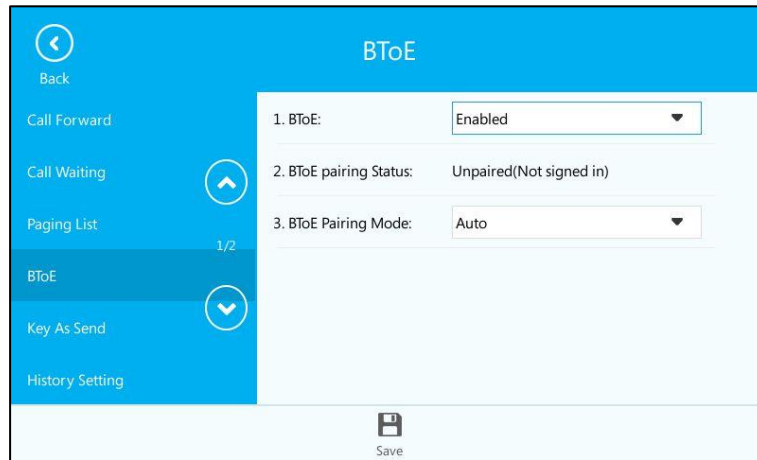 BToE
Back
Call Forward
Call Waiting
Paging List
1/2
BToE
Key As Send
History Setting
1. BToE: Enabled
2. BToE pairing Status: Unpaired(Not signed in)
3. BToE Pairing Mode: Auto
Save